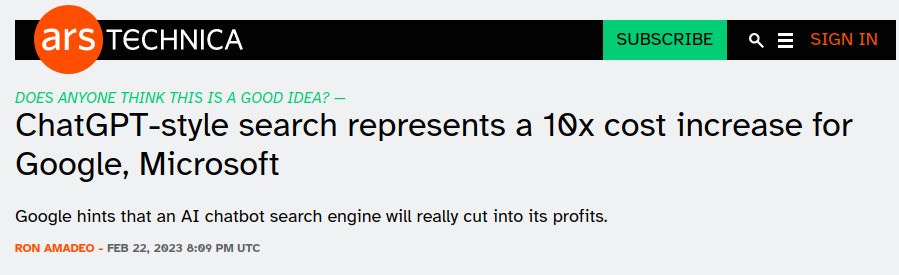 ars TECHNICA SUBSCRIBE SIGN IN
DOES ANYONE THINK THIS IS A GOOD IDEA? —
ChatGPT-style search represents a 10x cost increase for
Google, Microsoft
Google hints that an AI chatbot search engine will really cut into its profits.
RON AMADEO - FEB 22, 2023 8:09 PM UTC